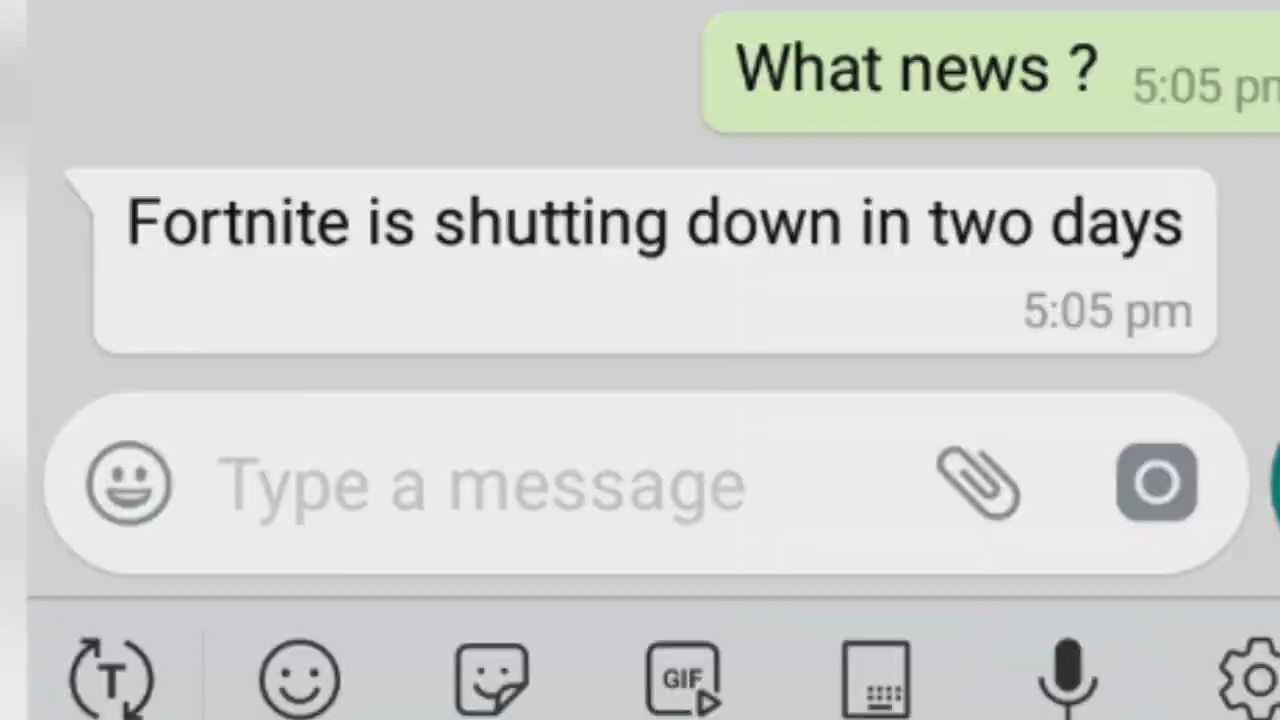 What news ? 5:05 pm
Fortnite is shutting down in two days
5:05 pm
Type a message
T
GIF